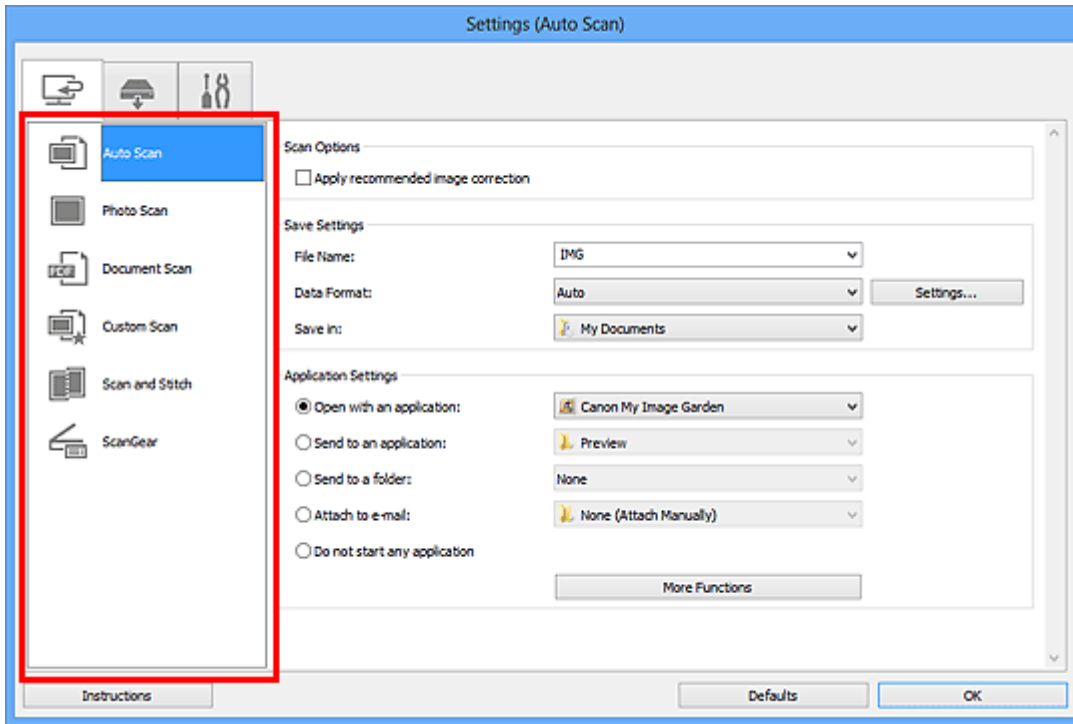 Settings (Auto Scan)
Auto Scan
Photo Scan
Document Scan
Custom Scan
Scan and Stitch
ScanGear
Scan Options
Apply recommended image correction
Save Settings
File Name: IMG
Data Format: Auto Settings...
Save in: My Documents
Application Settings
Open with an application: Canon My Image Garden
Send to an application: Preview
Send to a folder: None
Attach to e-mail: None (Attach Manually)
Do not start any application
More Functions
Instructions Defaults OK